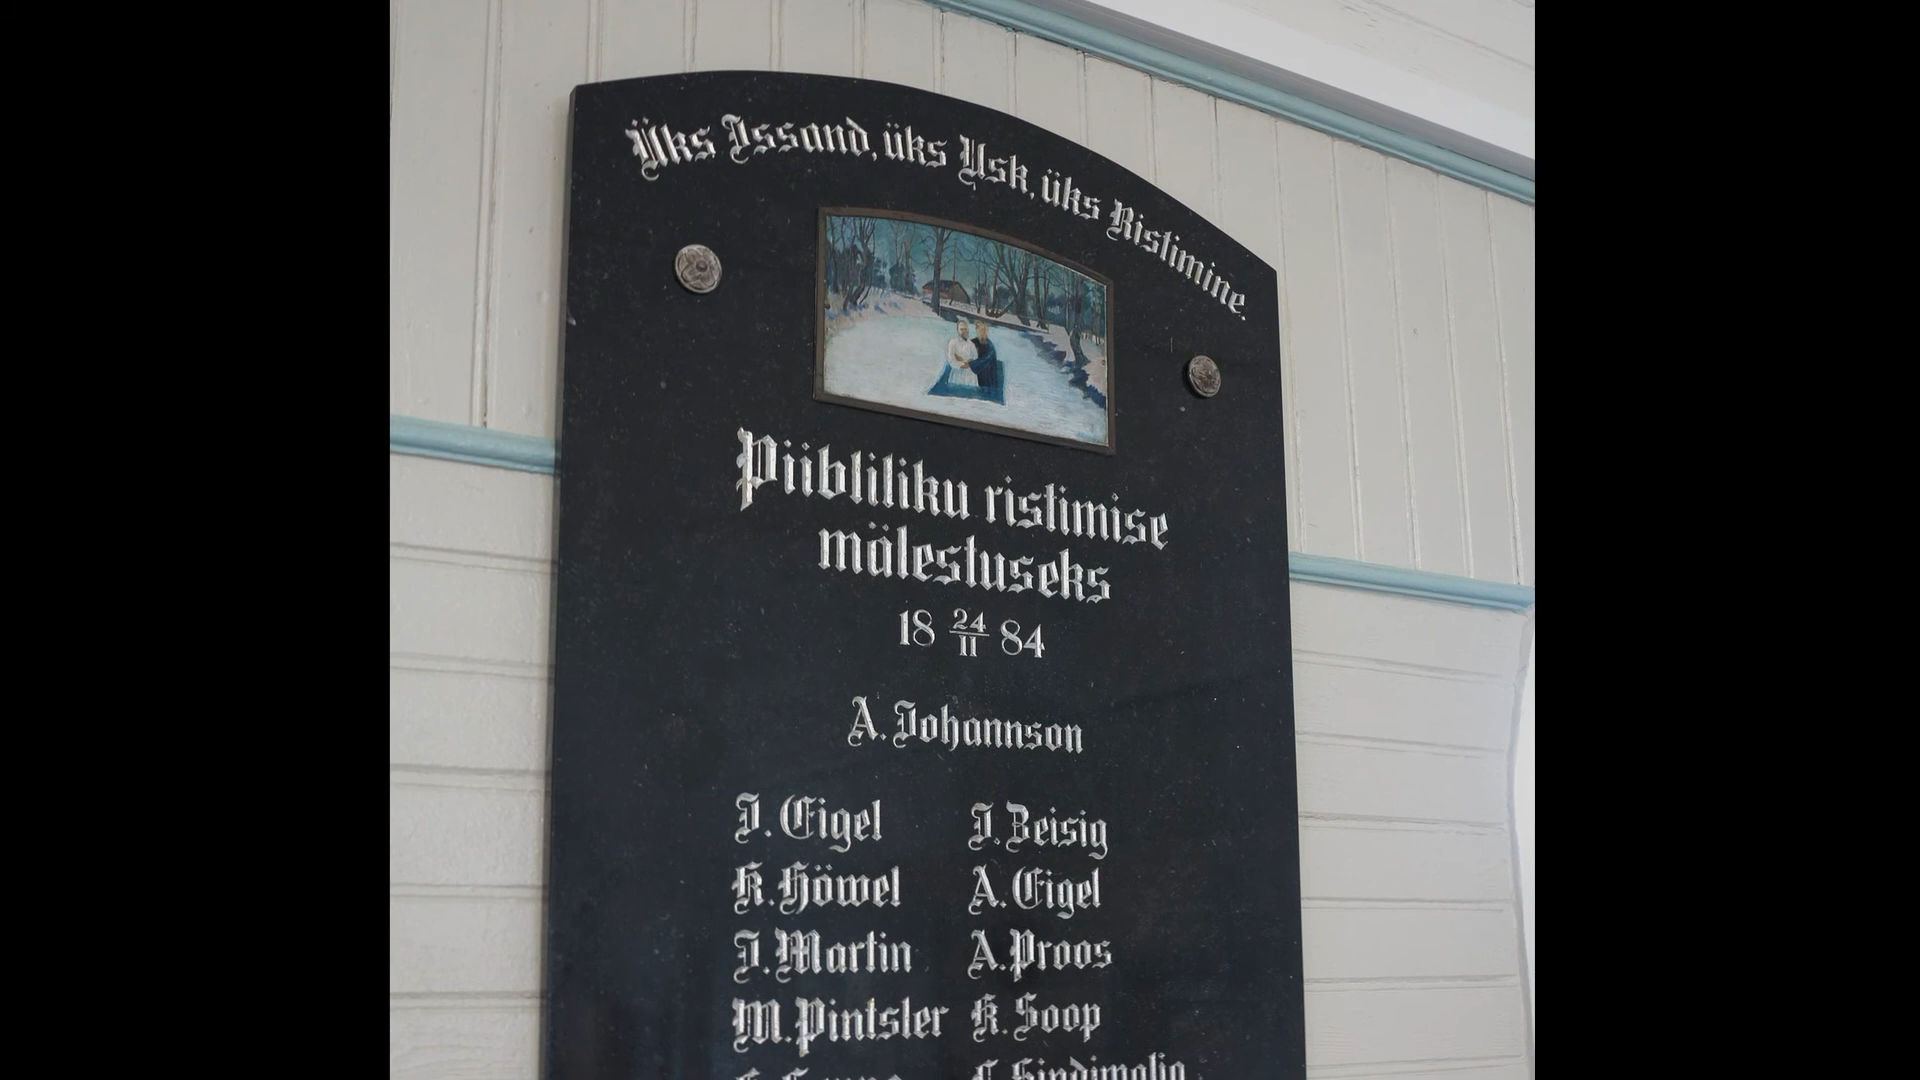 Üks Issand, üks Usk, üks Ristimine.
Piibliliku ristimise
mälestuseks
18 24/II 84
A. Johannson
J. Eigel J. Zeisig
K. Höwel A. Eigel
J. Martin A. Proos
M. Pintsler K. Soop